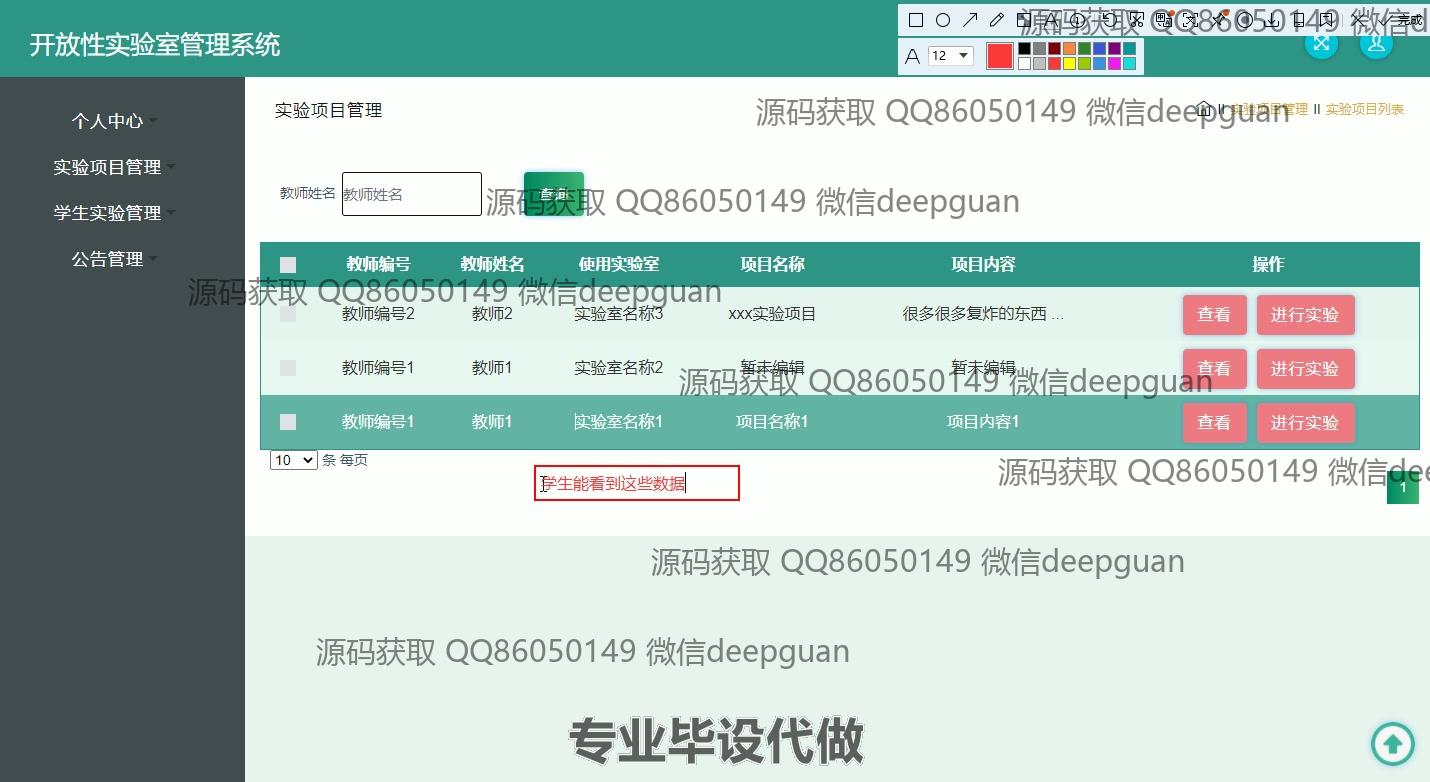 开放性实验室管理系统
12
完成
源码获取 QQ86050149 微信d
个人中心
实验项目管理
学生实验管理
公告管理
实验项目管理
实验项目管理 II 实验项目列表
源码获取 QQ86050149 微信deepguan
教师姓名 教师姓名 查询
源码获取 QQ86050149 微信deepguan
教师编号 教师姓名 使用实验室 项目名称 项目内容 操作
源码获取 QQ86050149 微信deepguan
教师编号2 教师2 实验室名称3 xxx实验项目 很多很多复炸的东西 ... 查看 进行实验
教师编号1 教师1 实验室名称2 暂未编辑 暂未编辑 查看 进行实验
源码获取 QQ86050149 微信deepguan
教师编号1 教师1 实验室名称1 项目名称1 项目内容1 查看 进行实验
10 条 每页
源码获取 QQ86050149 微信dee
学生能看到这些数据
1
源码获取 QQ86050149 微信deepguan
源码获取 QQ86050149 微信deepguan
专业毕设代做